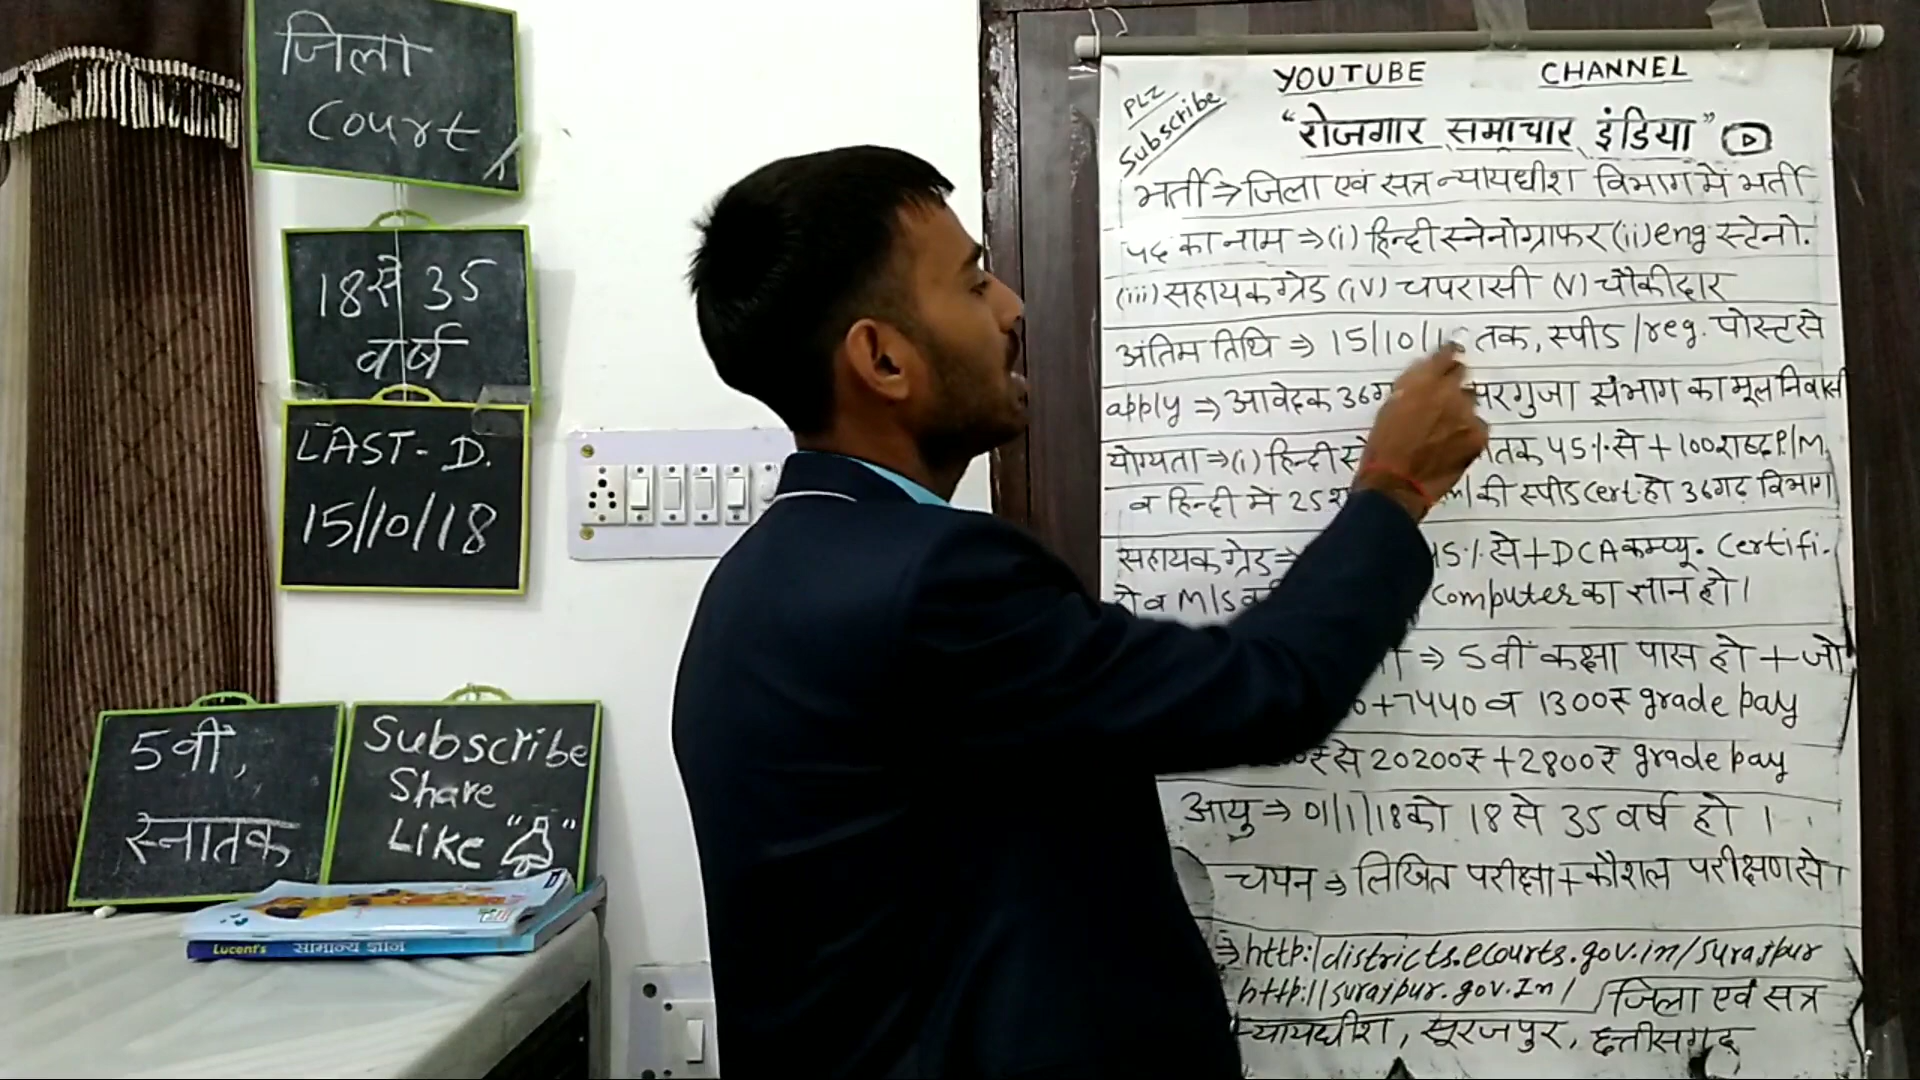 जिला
Court
18से 35
वर्ष
LAST-D.
15/10/18
5वीं,
स्नातक
Subscribe
Share
Like
Lucent's सामान्य ज्ञान
PLZ
Subscribe
YOUTUBE CHANNEL
"रोजगार समाचार इंडिया"
भर्ती⇒जिला एवं सत्र न्यायधीश विभाग में भर्ती
पद का नाम ⇒(i) हिन्दी स्नेनोग्राफर (ii) eng स्टेनो.
(iii) सहायक ग्रेड (iv) चपरासी (v) चौकीदार
अंतिम तिथि ⇒ 15/10/18 तक, स्पीड /reg. पोस्ट से
apply ⇒ आवेदक 36ग सरगुजा संभाग का मूल निवासी
योग्यता⇒(i) हिन्दी स्टे तक 45%से +100शब्द P/M
व हिन्दी में 25 श m/की स्पीड cert. हो 36गढ़ विभाग
सहायक ग्रेड⇒ 45% से +DCA कम्प्यू. Certifi.
व M/S computer का ज्ञान हो।
⇒ 5वीं कक्षा पास हो + जो
+7440 व 1300₹ grade pay
₹से 20200₹ +2800₹ grade pay
आयु ⇒ 01/1/18 को 18 से 35 वर्ष हो ।
चयन ⇒ लिखित परीक्षा+कौशल परीक्षण से।
⇒http:/districts.ecourts.gov.in/surajpur
http://surajpur.gov.In/ /जिला एवं सत्र
न्यायधीश, सूरजपुर, छत्तीसगढ़